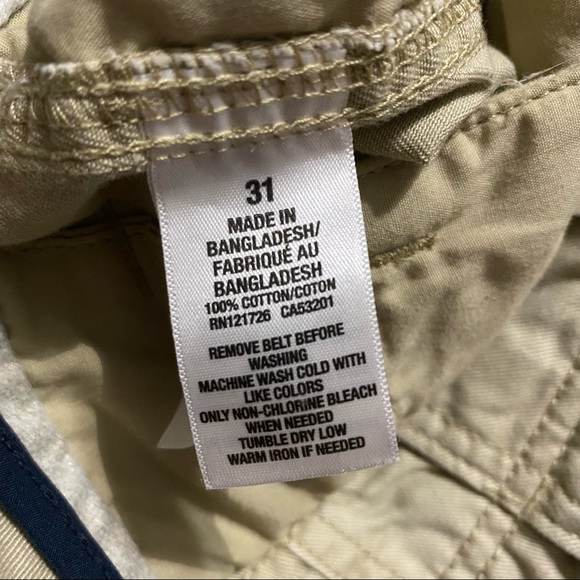 31
MADE IN
BANGLADESH/
FABRIQUÉ AU
BANGLADESH
100% COTTON/COTON
RN121726 CA53201
REMOVE BELT BEFORE
WASHING
MACHINE WASH COLD WITH
LIKE COLORS
ONLY NON-CHLORINE BLEACH
WHEN NEEDED
TUMBLE DRY LOW
WARM IRON IF NEEDED